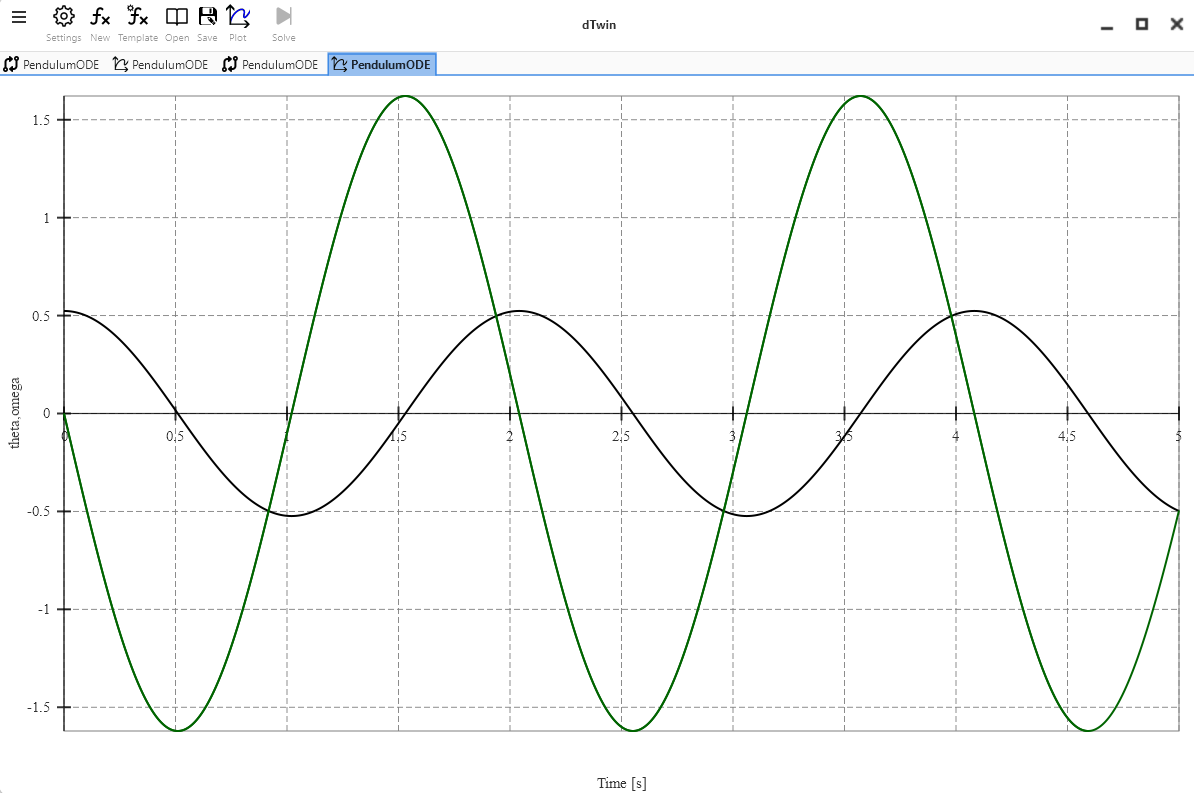 dTwin
Settings New Template Open Save Plot Solve
PendulumODE PendulumODE PendulumODE PendulumODE
1.5
1
0.5
0
-0.5
-1
-1.5
theta,omega
0 0.5 1 1.5 2 2.5 3 3.5 4 4.5 5
Time [s]